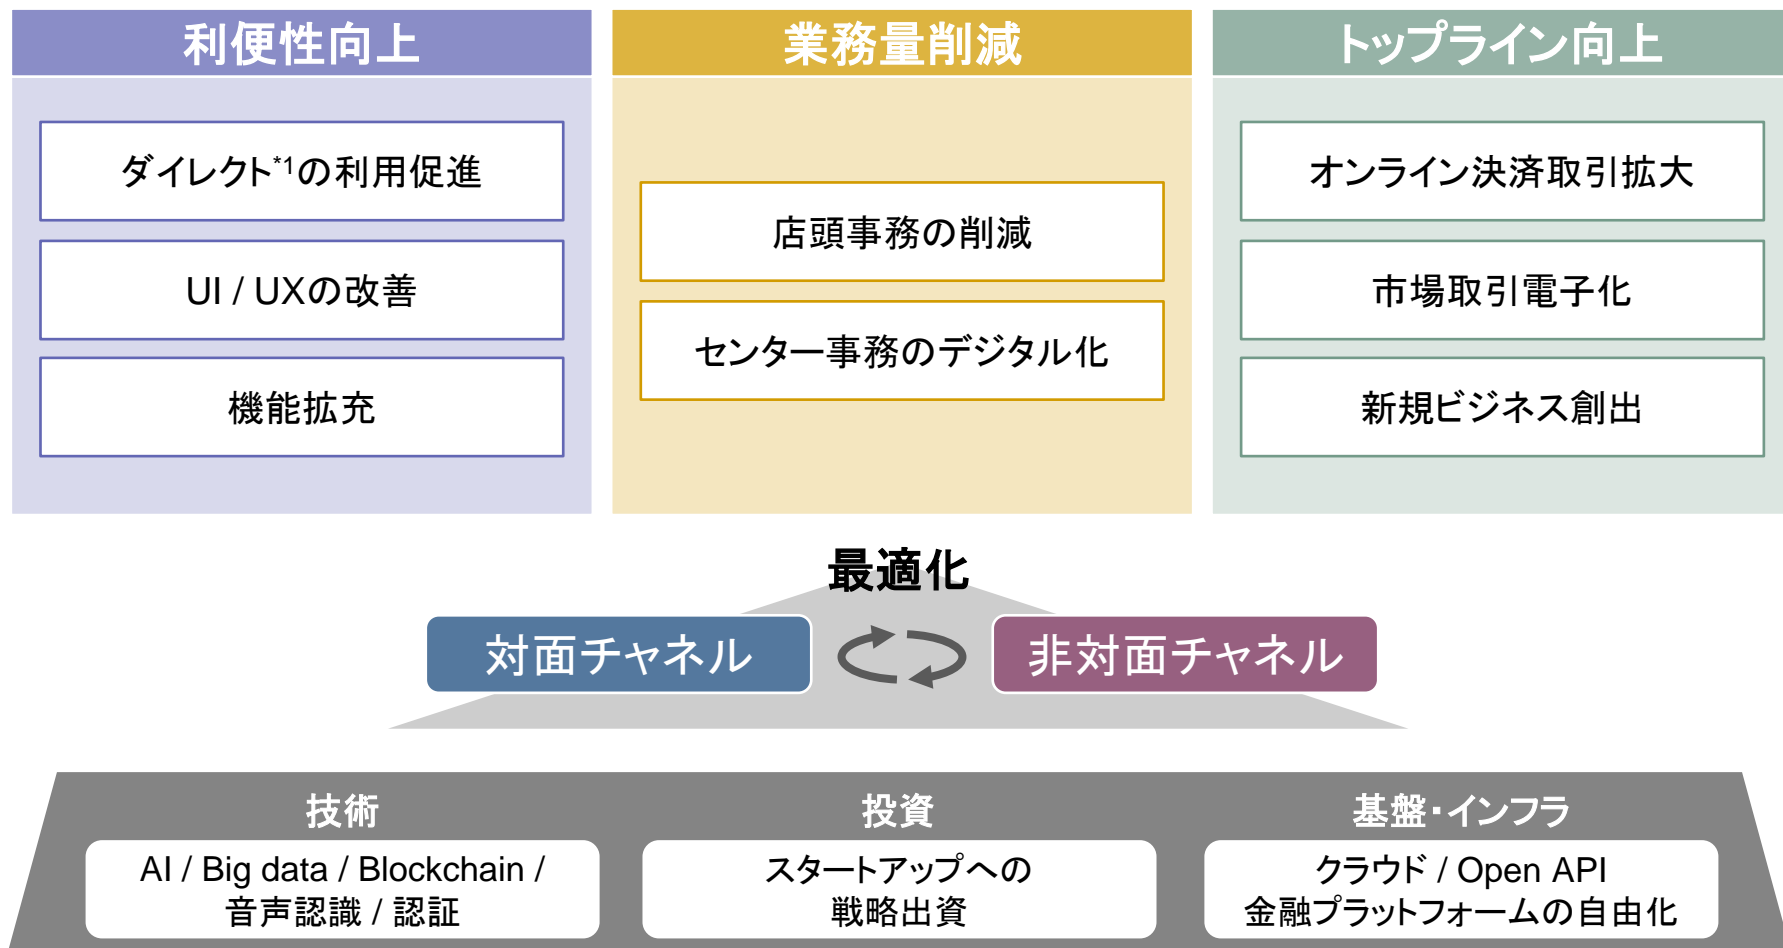 利便性向上
ダイレクト*1の利用促進
UI / UXの改善
機能拡充
業務量削減
店頭事務の削減
センター事務のデジタル化
トップライン向上
オンライン決済取引拡大
市場取引電子化
新規ビジネス創出
最適化
対面チャネル
非対面チャネル
技術
AI / Big data / Blockchain /
音声認識 / 認証
投資
スタートアップへの
戦略出資
基盤・インフラ
クラウド / Open API
金融プラットフォームの自由化